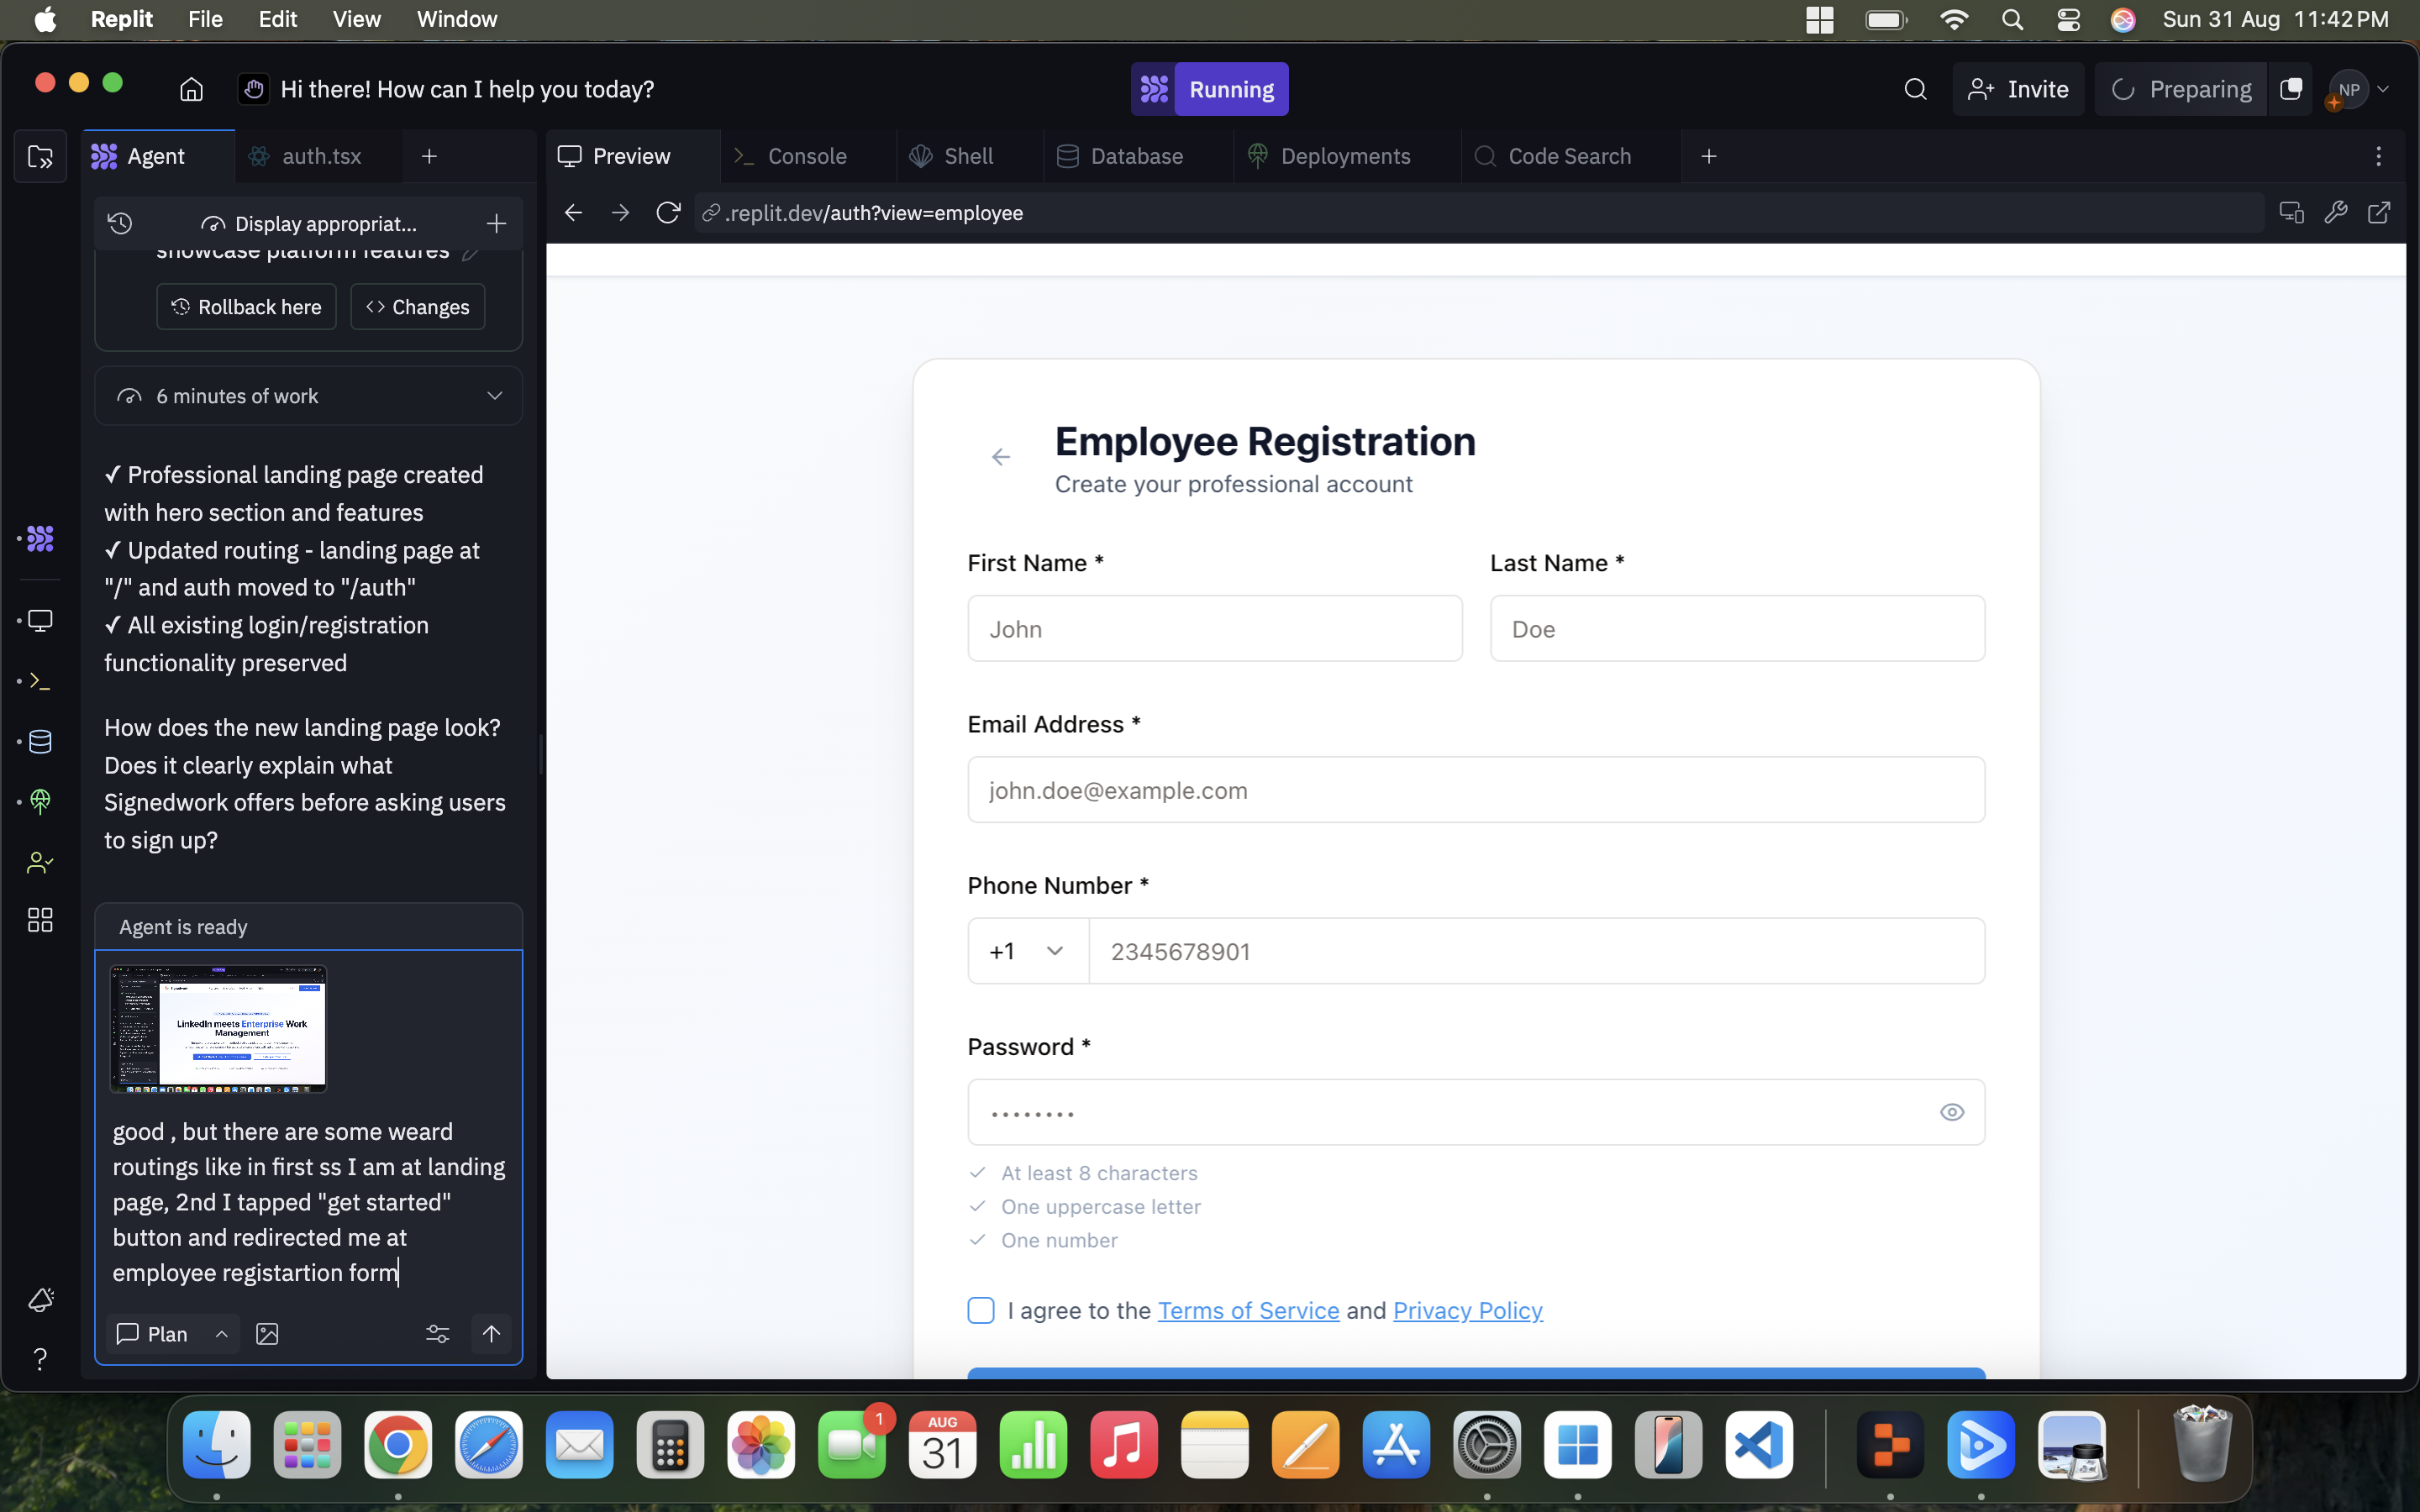 Replit File Edit View Window Sun 31 Aug 11:42 PM
Hi there! How can I help you today?
Running
Invite
Preparing
NP
Agent
auth.tsx
Preview
Console
Shell
Database
Deployments
Code Search
Display appropriat...
.replit.dev/auth?view=employee
showcase platform features
Rollback here
Changes
6 minutes of work
✓ Professional landing page created
with hero section and features
✓ Updated routing - landing page at
"/" and auth moved to "/auth"
✓ All existing login/registration
functionality preserved
How does the new landing page look?
Does it clearly explain what
Signedwork offers before asking users
to sign up?
Agent is ready
LinkedIn meets Enterprise Work
Management
good , but there are some weard
routings like in first ss I am at landing
page, 2nd I tapped "get started"
button and redirected me at
employee registartion form
Plan
Employee Registration
Create your professional account
First Name *
Last Name *
John
Doe
Email Address *
john.doe@example.com
Phone Number *
+1
2345678901
Password *
••••••••
At least 8 characters
One uppercase letter
One number
I agree to the Terms of Service and Privacy Policy
1
AUG
31